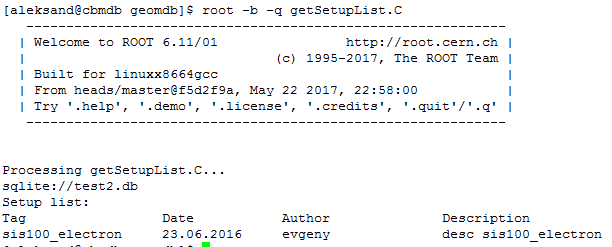 [aleksand@cbmdb geomdb]$ root -b -q getSetupList.C
------------------------------------------------------------
| Welcome to ROOT 6.11/01 http://root.cern.ch |
| (c) 1995-2017, The ROOT Team |
| Built for linuxx8664gcc |
| From heads/master@f5d2f9a, May 22 2017, 22:58:00 |
| Try '.help', '.demo', '.license', '.credits', '.quit'/'.q' |
------------------------------------------------------------
Processing getSetupList.C...
sqlite://test2.db
Setup list:
Tag Date Author Description
sis100_electron 23.06.2016 evgeny desc sis100_electron